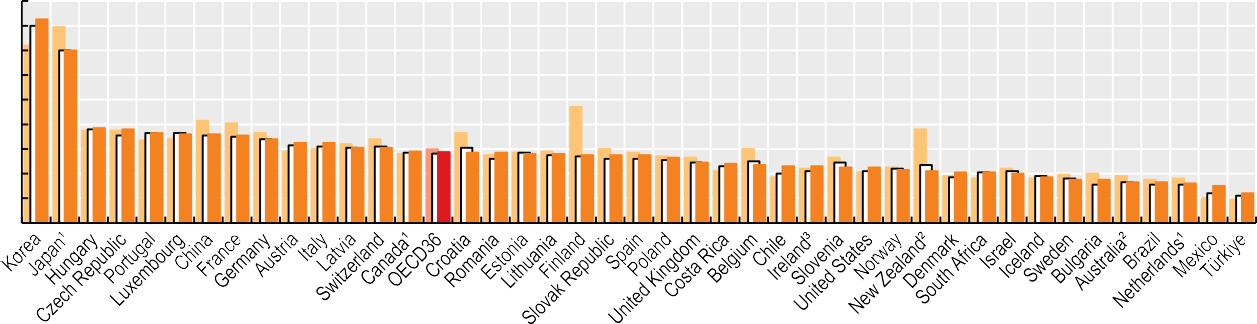 Korea
Japan¹
Hungary
Czech Republic
Portugal
Luxembourg
China
France
Germany
Austria
Italy
Latvia
Switzerland
Canada¹
OECD36
Croatia
Romania
Estonia
Lithuania
Finland
Slovak Republic
Spain
Poland
United Kingdom
Costa Rica
Belgium
Chile
Ireland³
Slovenia
United States
Norway
New Zealand²
Denmark
South Africa
Israel
Iceland
Sweden
Bulgaria
Australia²
Brazil
Netherlands¹
Mexico
Türkiye